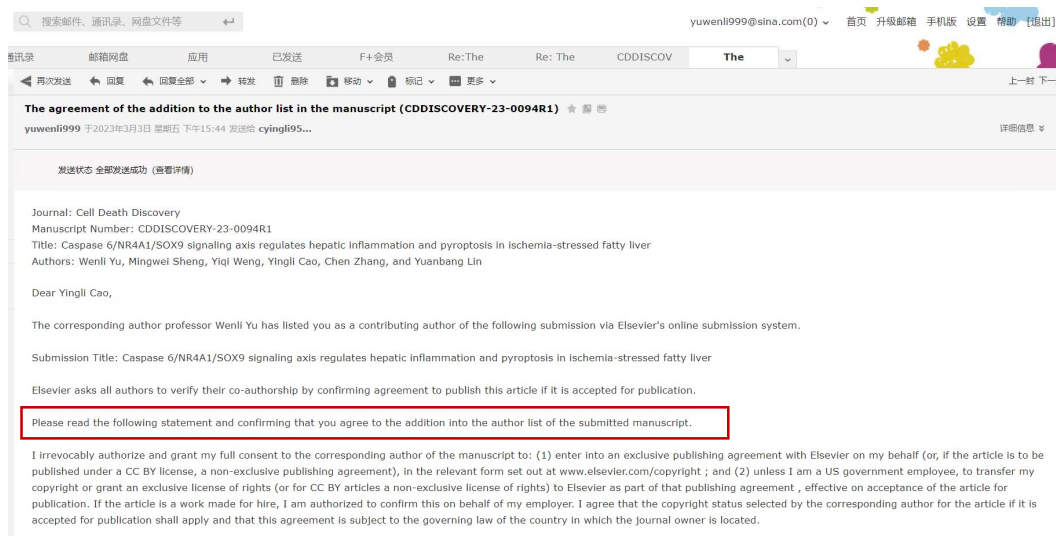 搜索邮件、通讯录、网盘文件等
yuwenli999@sina.com(0) 首页 升级邮箱 手机版 设置 帮助 [退出]
通讯录 邮箱网盘 应用 已发送 F+会员 Re:The Re: The CDDISCOV The
再次发送 回复 回复全部 转发 删除 移动 标记 更多 上一封 下一
The agreement of the addition to the author list in the manuscript (CDDISCOVERY-23-0094R1)
yuwenli999 于2023年3月3日 星期五 下午15:44 发送给 cyingli95... 详细信息
发送状态 全部发送成功 (查看详情)
Journal: Cell Death Discovery
Manuscript Number: CDDISCOVERY-23-0094R1
Title: Caspase 6/NR4A1/SOX9 signaling axis regulates hepatic inflammation and pyroptosis in ischemia-stressed fatty liver
Authors: Wenli Yu, Mingwei Sheng, Yiqi Weng, Yingli Cao, Chen Zhang, and Yuanbang Lin
Dear Yingli Cao,
The corresponding author professor Wenli Yu has listed you as a contributing author of the following submission via Elsevier's online submission system.
Submission Title: Caspase 6/NR4A1/SOX9 signaling axis regulates hepatic inflammation and pyroptosis in ischemia-stressed fatty liver
Elsevier asks all authors to verify their co-authorship by confirming agreement to publish this article if it is accepted for publication.
Please read the following statement and confirming that you agree to the addition into the author list of the submitted manuscript.
I irrevocably authorize and grant my full consent to the corresponding author of the manuscript to: (1) enter into an exclusive publishing agreement with Elsevier on my behalf (or, if the article is to be
published under a CC BY license, a non-exclusive publishing agreement), in the relevant form set out at www.elsevier.com/copyright ; and (2) unless I am a US government employee, to transfer my
copyright or grant an exclusive license of rights (or for CC BY articles a non-exclusive license of rights) to Elsevier as part of that publishing agreement , effective on acceptance of the article for
publication. If the article is a work made for hire, I am authorized to confirm this on behalf of my employer. I agree that the copyright status selected by the corresponding author for the article if it is
accepted for publication shall apply and that this agreement is subject to the governing law of the country in which the journal owner is located.